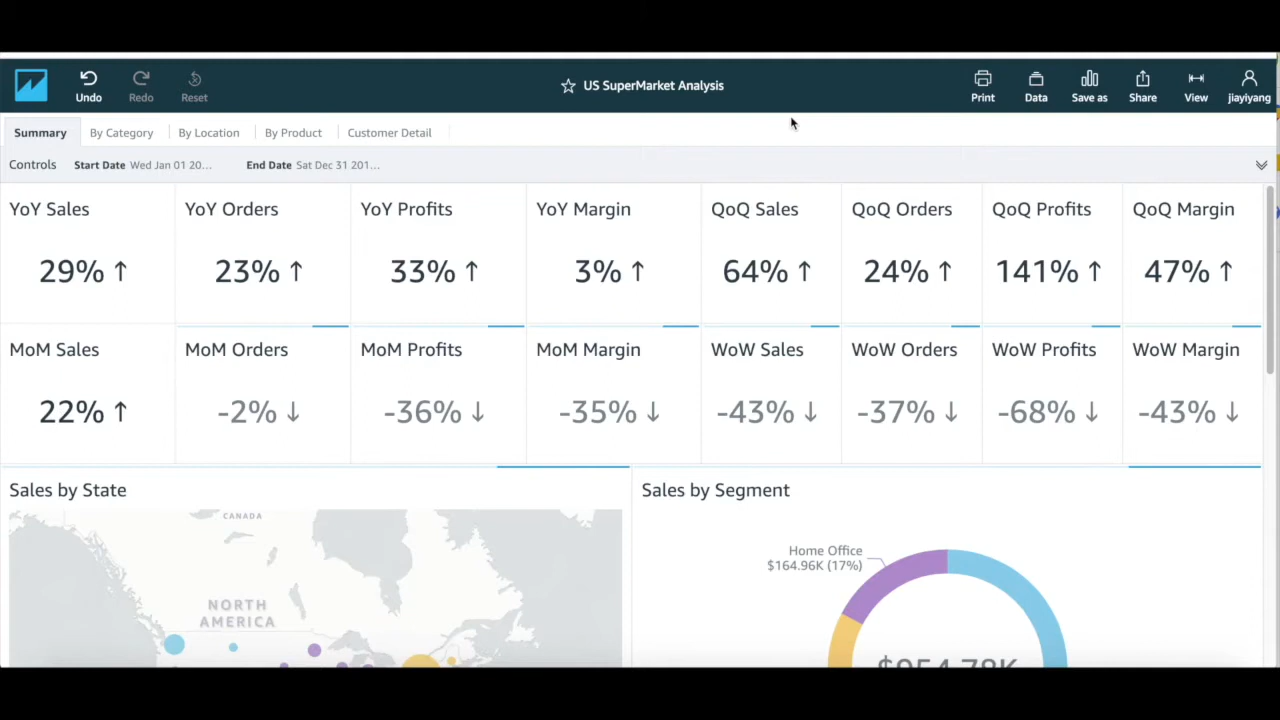 US SuperMarket Analysis
Undo
Redo
Reset
Print
Data
Save as
Share
View
jiayiyang
Summary
By Category
By Location
By Product
Customer Detail
Controls
Start Date Wed Jan 01 20...
End Date Sat Dec 31 201...
YoY Sales
29% ↑
YoY Orders
23% ↑
YoY Profits
33% ↑
YoY Margin
3% ↑
QoQ Sales
64% ↑
QoQ Orders
24% ↑
QoQ Profits
141% ↑
QoQ Margin
47% ↑
MoM Sales
22% ↑
MoM Orders
-2% ↓
MoM Profits
-36% ↓
MoM Margin
-35% ↓
WoW Sales
-43% ↓
WoW Orders
-37% ↓
WoW Profits
-68% ↓
WoW Margin
-43% ↓
Sales by State
CANADA
NORTH
AMERICA
Sales by Segment
Home Office
$164.96K (17%)